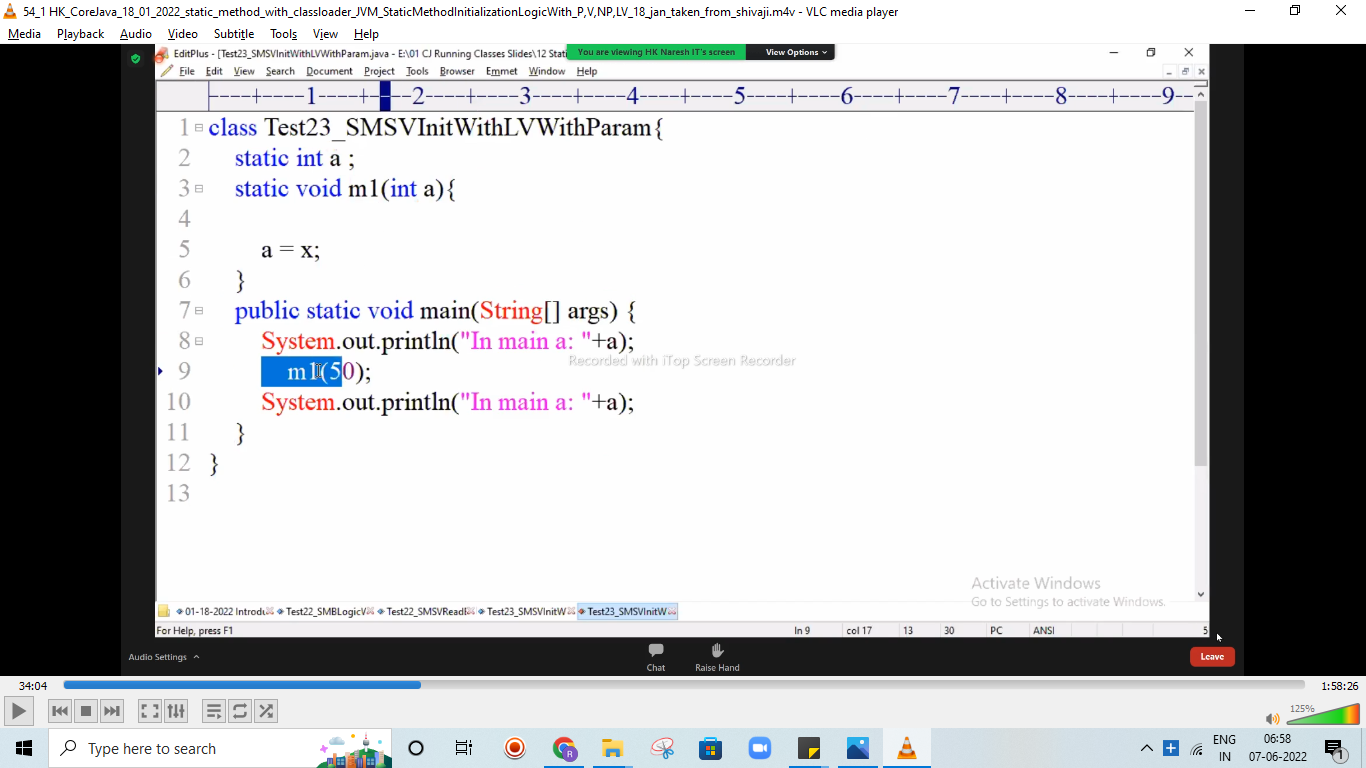 54_1 HK_CoreJava_18_01_2022_static_method_with_classloader_JVM_StaticMethodInitializationLogicWith_P,V,NP,LV_18_jan_taken_from_shivaji.m4v - VLC media player
Media Playback Audio Video Subtitle Tools View Help
EditPlus - [Test23_SMSVInitWithLVWithParam.java - E:\01 CJ Running Classes Slides\12 Stati
You are viewing HK Naresh IT's screen View Options
File Edit View Search Document Project Tools Browser Emmet Window Help
----+----1----+----2----+----3----+----4----+----5----+----6----+----7----+----8----+----9--
1 class Test23_SMSVInitWithLVWithParam{
2 static int a ;
3 static void m1(int a){
4
5 a = x;
6 }
7 public static void main(String[] args) {
8 System.out.println("In main a: "+a);
Recorded with iTop Screen Recorder
9 m1(50);
10 System.out.println("In main a: "+a);
11 }
12 }
13
Activate Windows
Go to Settings to activate Windows.
01-18-2022 Introdu Test22_SMBLogicV Test22_SMSVReadI Test23_SMSVInitW Test23_SMSVInitW
For Help, press F1 ln 9 col 17 13 30 PC ANSI 5
Audio Settings Chat Raise Hand Leave
34:04 1:58:26
125%
Type here to search
ENG 06:58
IN 07-06-2022 1